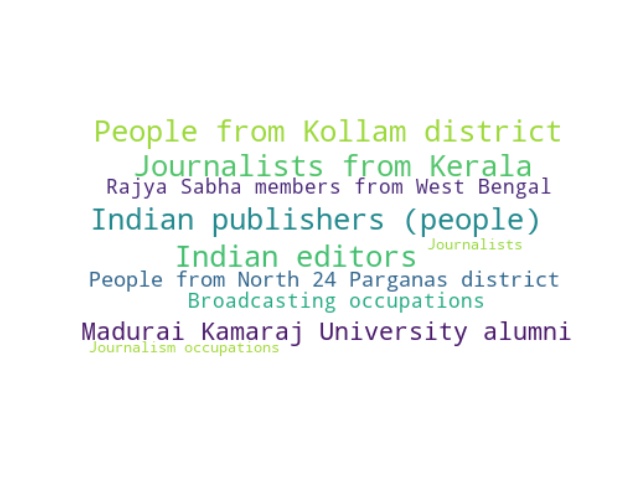 People from Kollam district
Journalists from Kerala
Rajya Sabha members from West Bengal
Indian publishers (people)
Journalists
Indian editors
People from North 24 Parganas district
Broadcasting occupations
Madurai Kamaraj University alumni
Journalism occupations